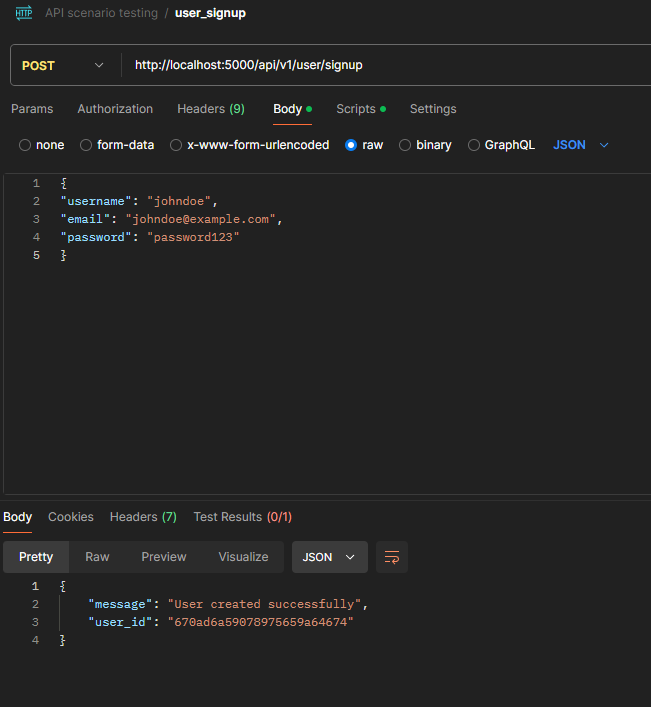 HTTP API scenario testing / user_signup
POST http://localhost:5000/api/v1/user/signup
Params Authorization Headers (9) Body Scripts Settings
none form-data x-www-form-urlencoded raw binary GraphQL JSON
1 {
2 "username": "johndoe",
3 "email": "johndoe@example.com",
4 "password": "password123"
5 }
Body Cookies Headers (7) Test Results (0/1)
Pretty Raw Preview Visualize JSON
1 {
2 "message": "User created successfully",
3 "user_id": "670ad6a59078975659a64674"
4 }